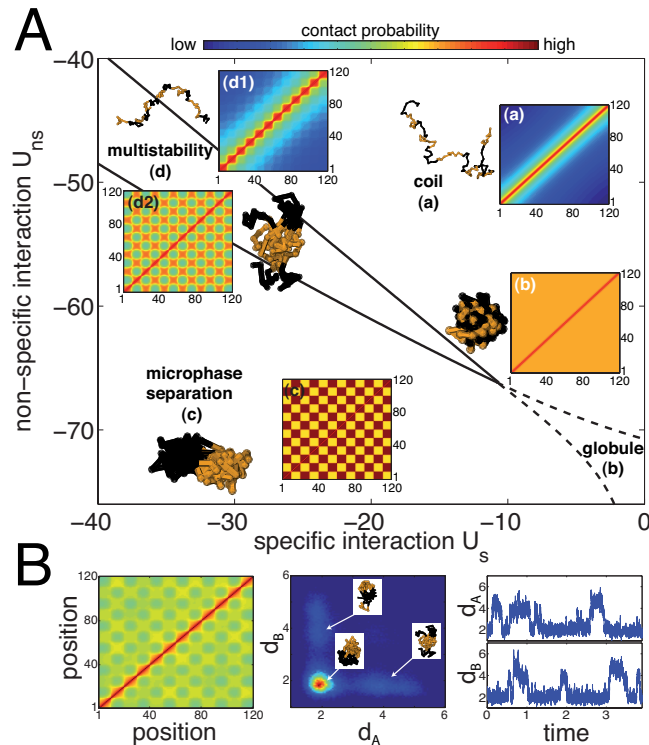 A
contact probability
low
high
non-specific interaction U_ns
−40
−50
−60
−70
−40
−30
−20
−10
0
specific interaction U_s
multistability
(d)
(d1)
120
80
40
1
1
40
80
120
(d2)
120
80
40
1
1
40
80
120
coil
(a)
(a)
120
80
40
1
1
40
80
120
(b)
120
80
40
1
1
40
80
120
microphase
separation
(c)
(c)
120
80
40
1
1
40
80
120
globule
(b)
B
position
120
80
40
1
1
40
80
120
position
d_B
6
4
2
2
4
6
d_A
d_A
6
4
2
d_B
6
4
2
0
1
2
3
time